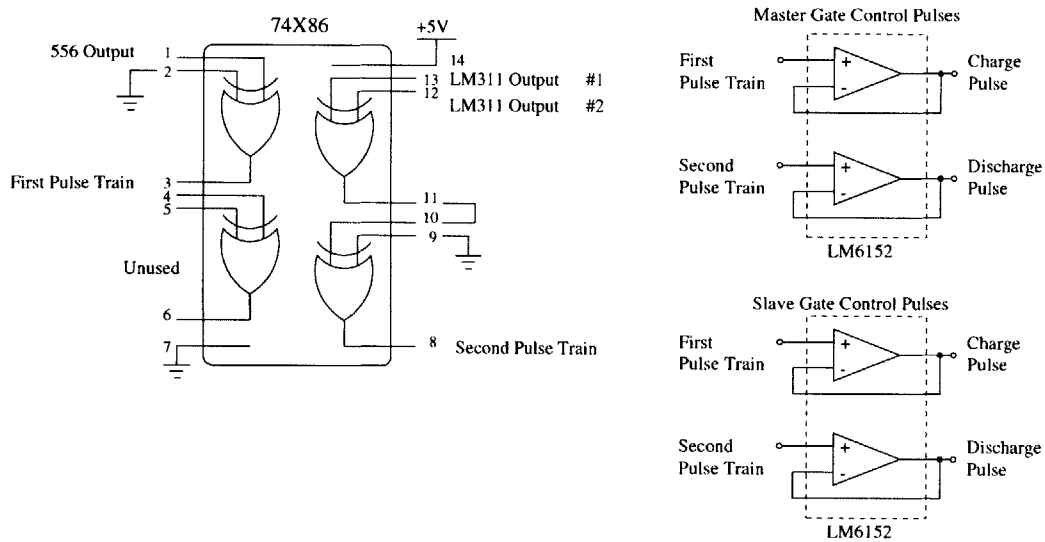 74X86
+5V
556 Output
1
2
14
13
LM311 Output #1
12
LM311 Output #2
First Pulse Train
3
4
5
11
10
9
Unused
6
7
8
Second Pulse Train
Master Gate Control Pulses
First
Pulse Train
+
-
Charge
Pulse
Second
Pulse Train
+
-
Discharge
Pulse
LM6152
Slave Gate Control Pulses
First
Pulse Train
+
-
Charge
Pulse
Second
Pulse Train
+
-
Discharge
Pulse
LM6152